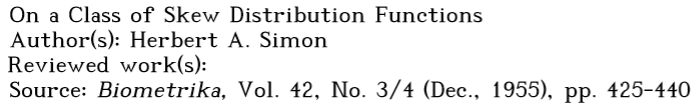 On a Class of Skew Distribution Functions
Author(s): Herbert A. Simon
Reviewed work(s):
Source: Biometrika, Vol. 42, No. 3/4 (Dec., 1955), pp. 425-440